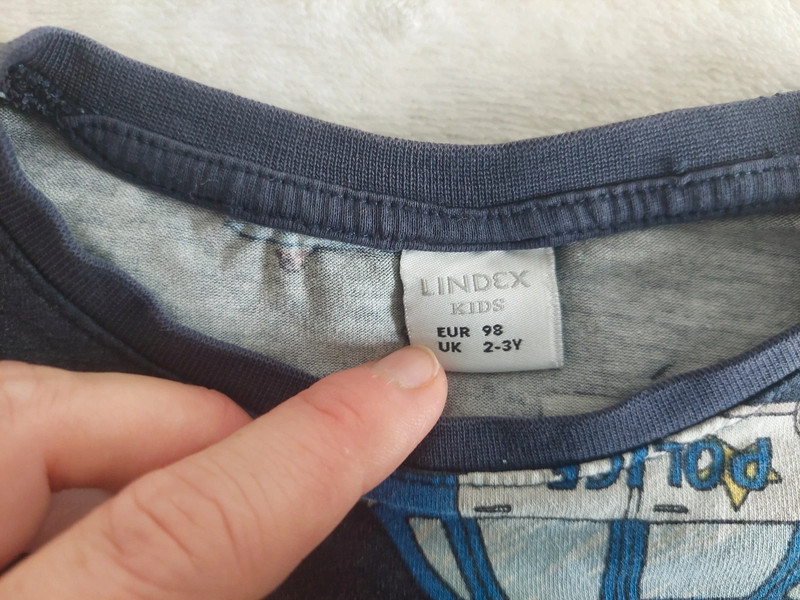 LINDEX
KIDS
EUR 98
UK 2-3Y
POLICE